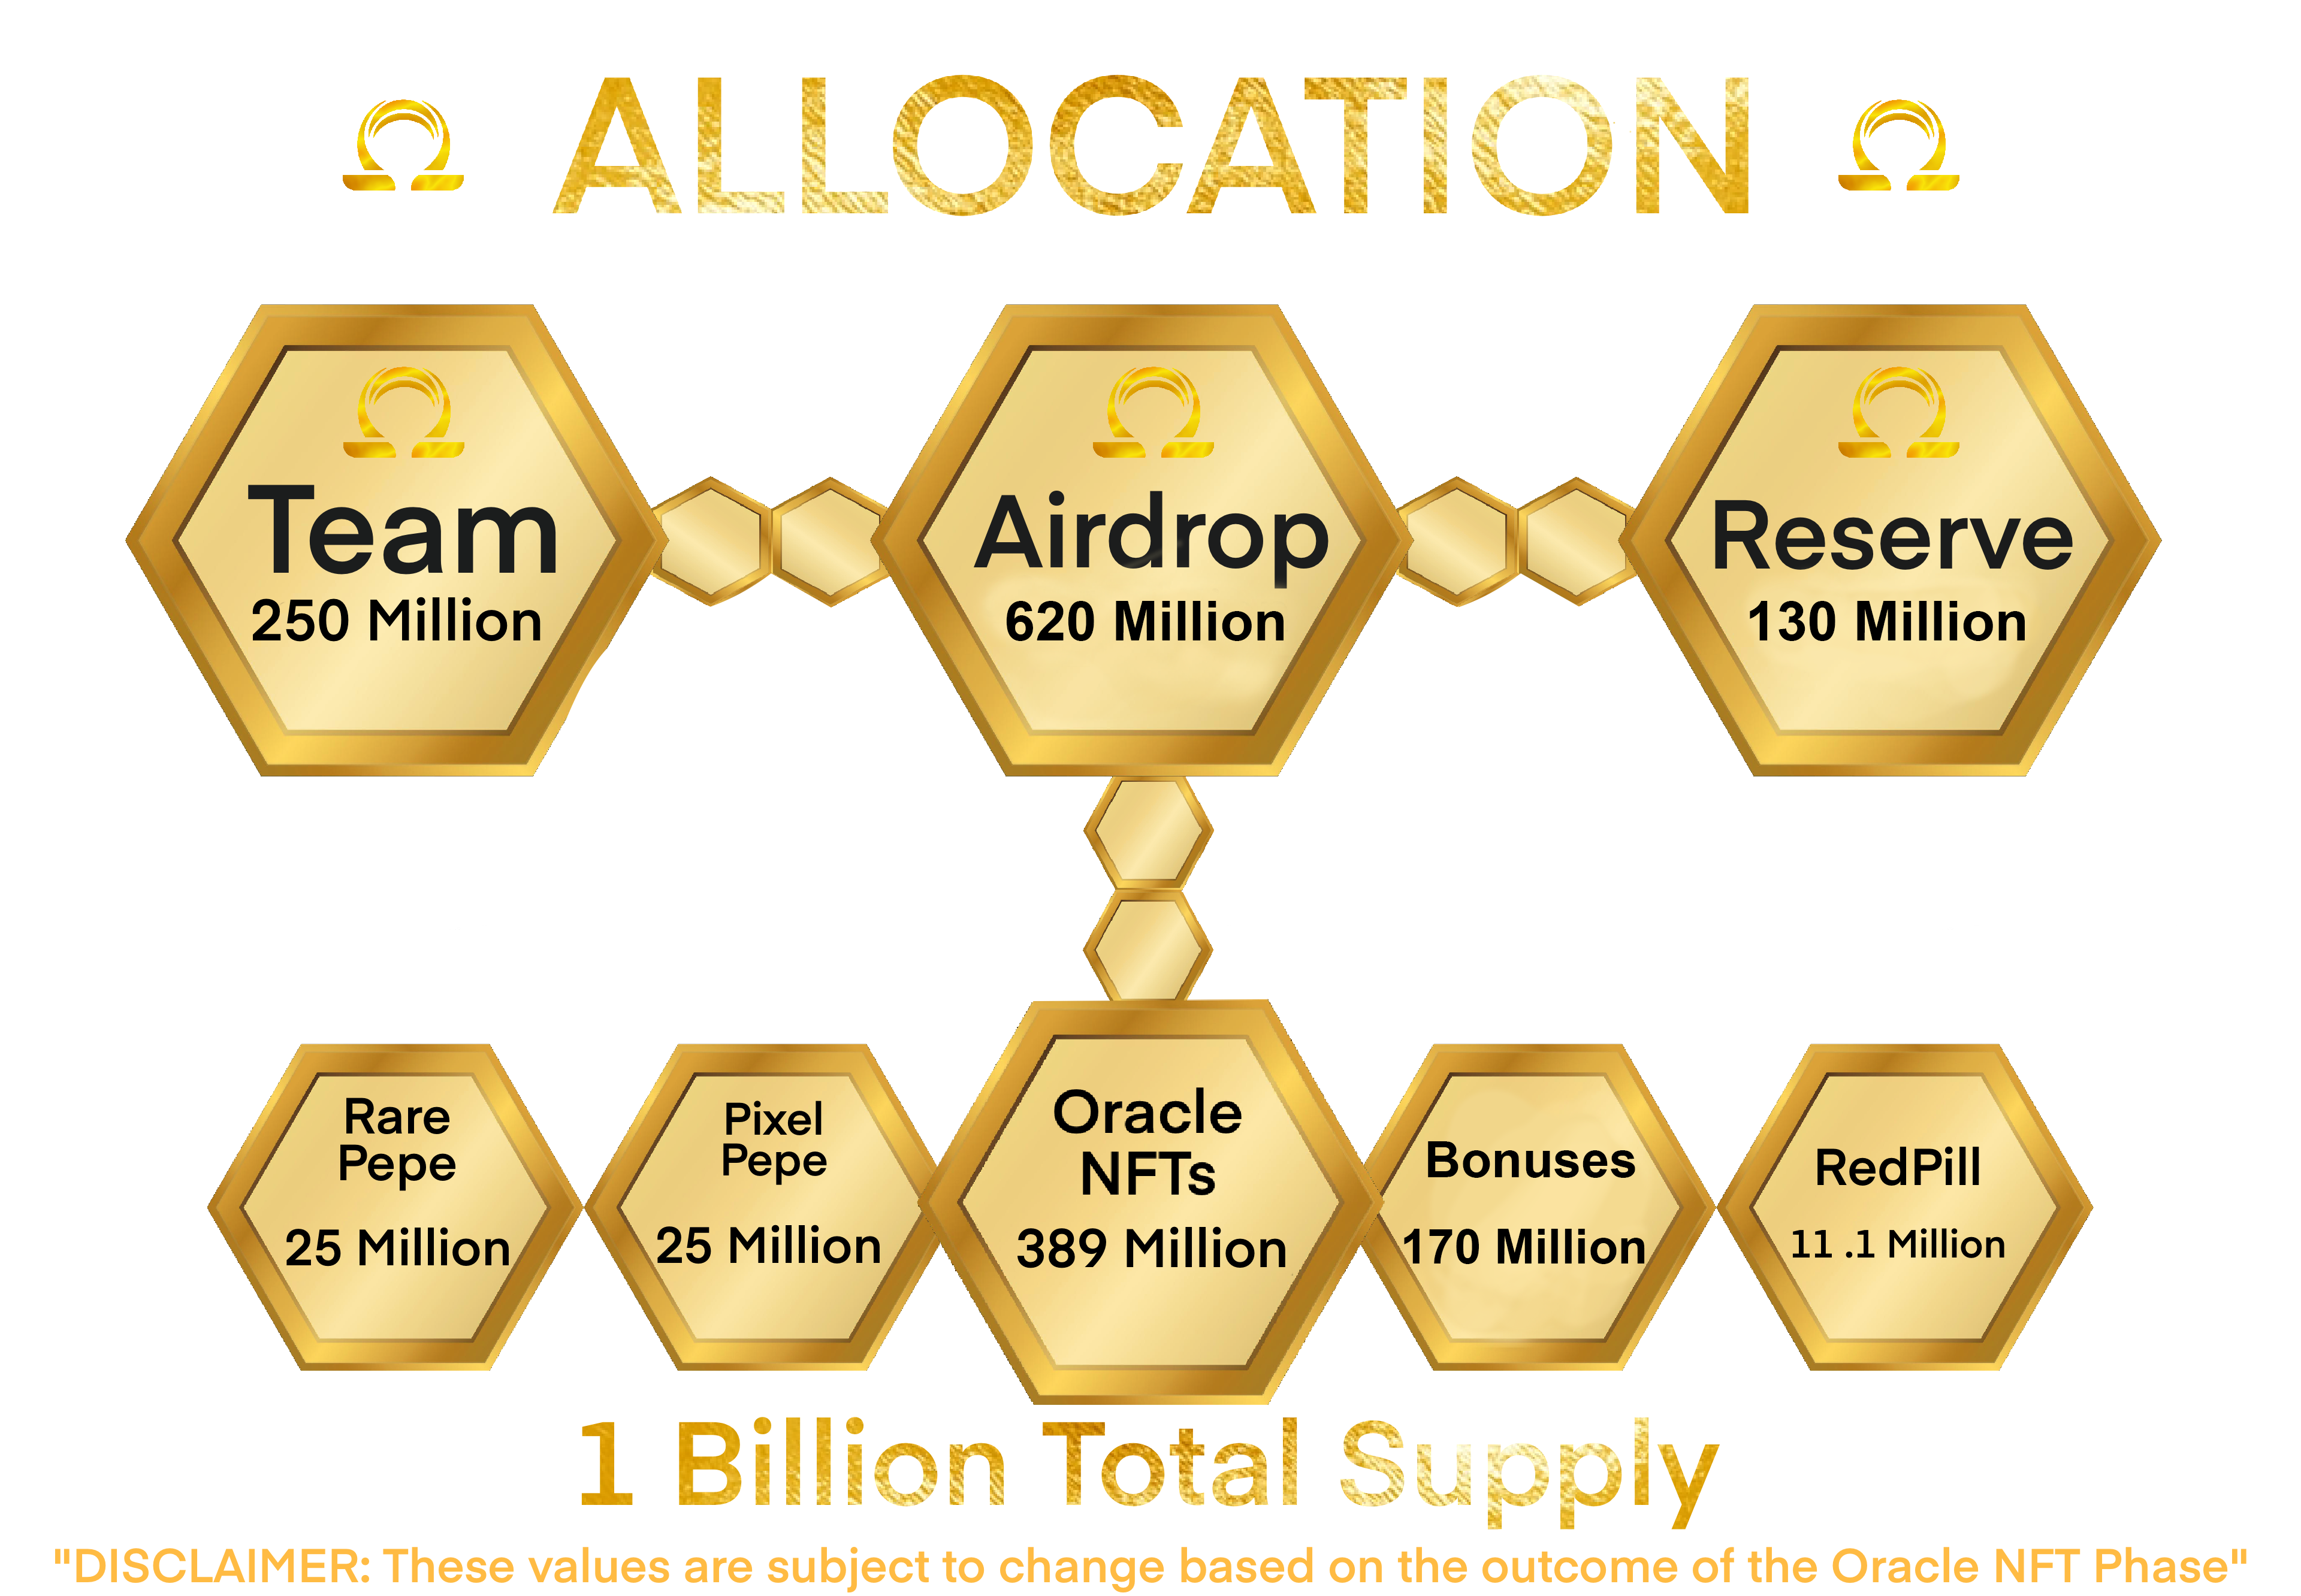 ALLOCATION
Team
250 Million
Airdrop
620 Million
Reserve
130 Million
Rare
Pepe
25 Million
Pixel
Pepe
25 Million
Oracle
NFTs
389 Million
Bonuses
170 Million
RedPill
11 .1 Million
1 Billion Total Supply
"DISCLAIMER: These values are subject to change based on the outcome of the Oracle NFT Phase"